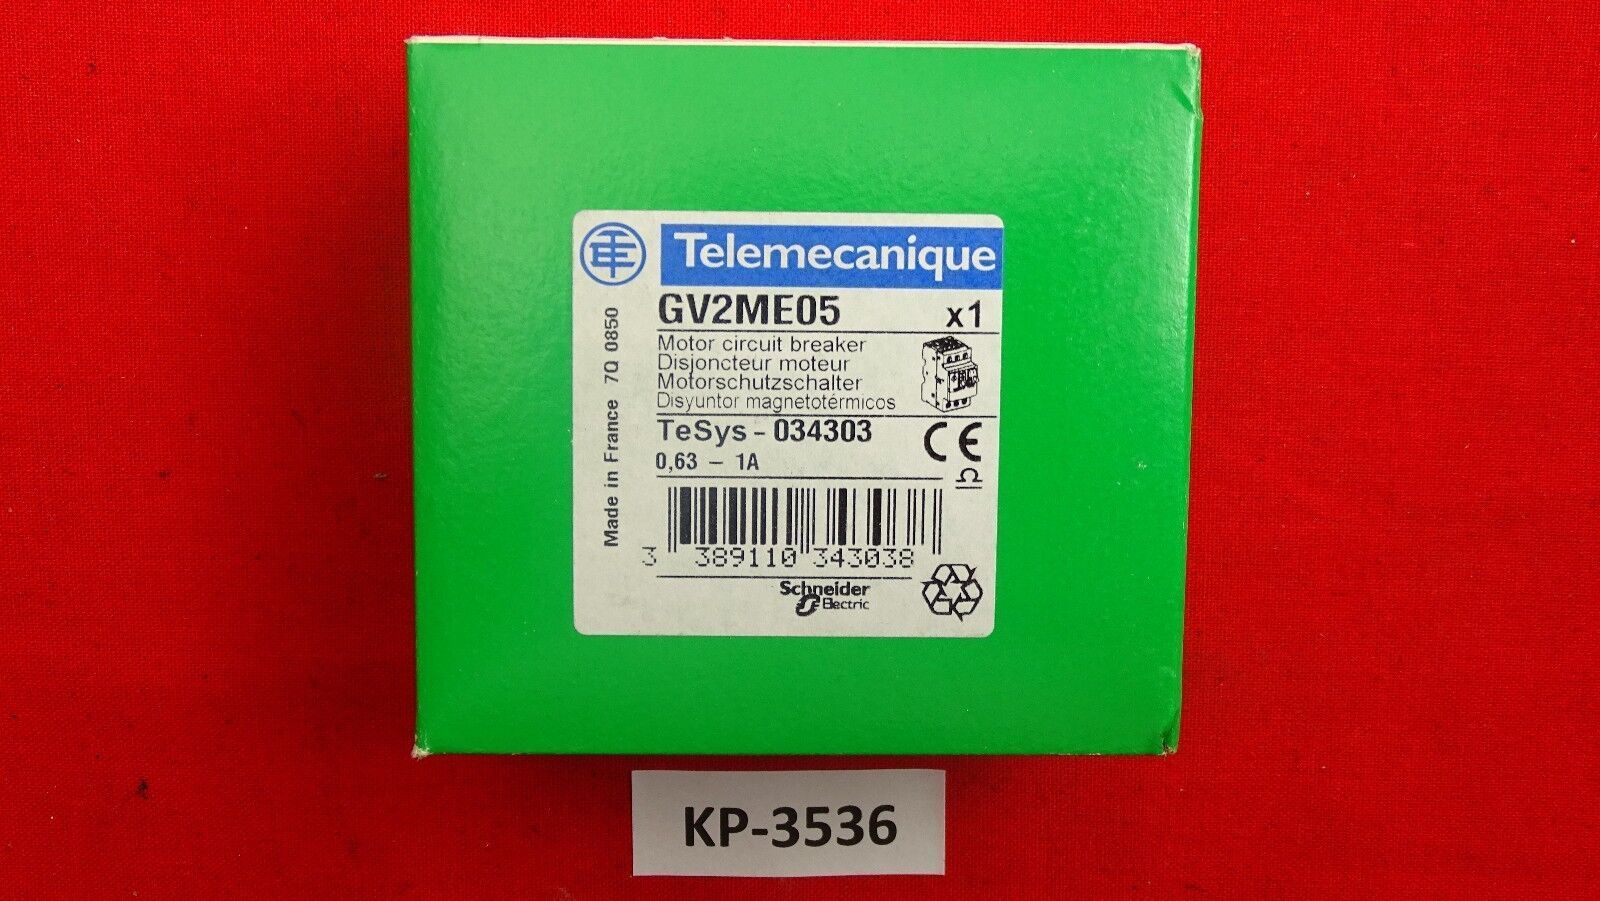 Telemecanique
GV2ME05 x1
Motor circuit breaker
Disjoncteur moteur
Motorschutzschalter
Disyuntor magnetotérmicos
TeSys - 034303
CE
0,63 - 1A
Ω
3 389110 343038
Schneider
Electric
Made in France 7Q 0850
KP-3536